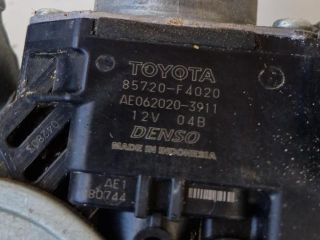 TOYOTA
85720-F4020
AE062020-3911
12V 04B
DENSO
MADE IN INDONESIA
AE1
80744